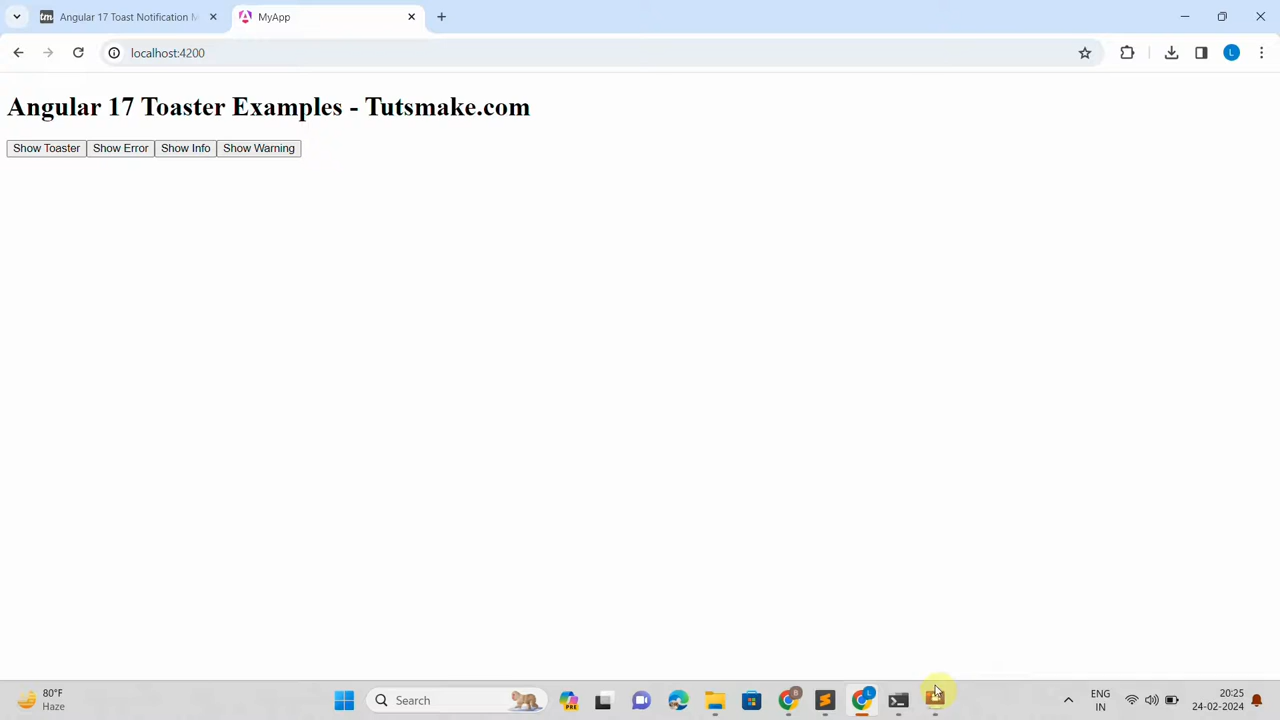 Angular 17 Toast Notification M
MyApp
localhost:4200
L
Angular 17 Toaster Examples - Tutsmake.com
Show Toaster
Show Error
Show Info
Show Warning
80°F
Haze
Search
PRE
B
L
ENG
IN
20:25
24-02-2024